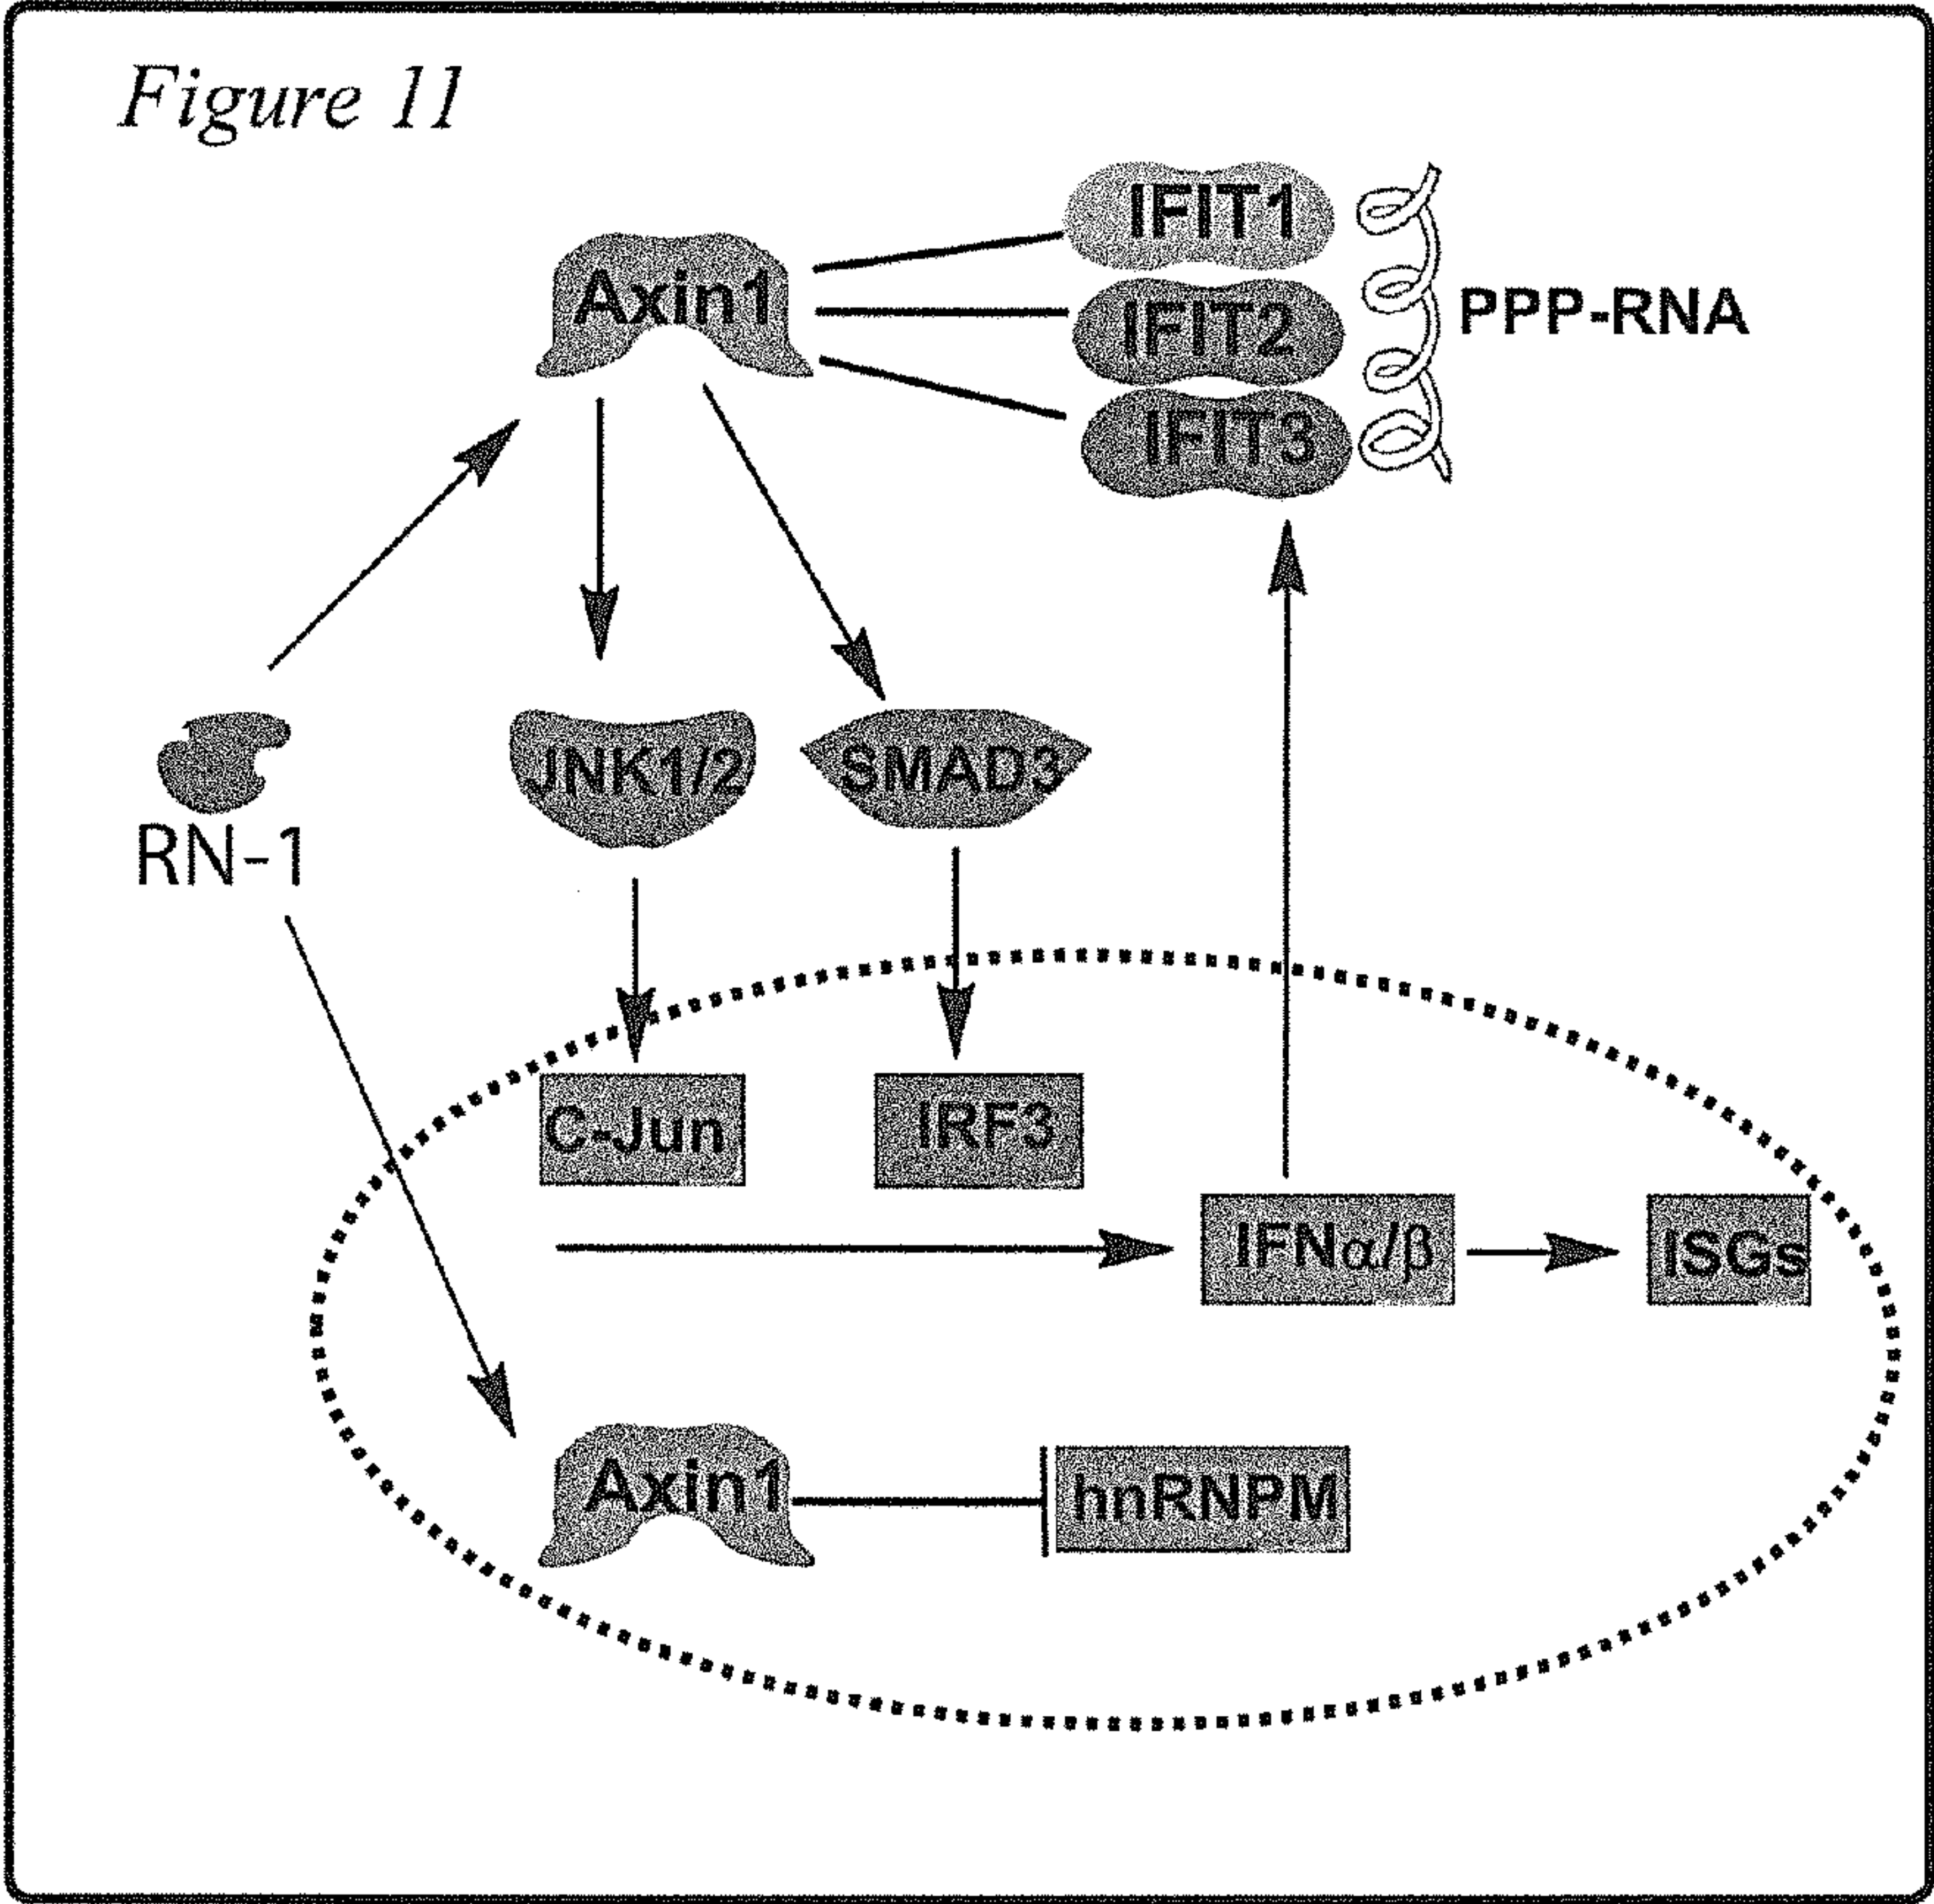 Figure 11
IFIT1
Axin1
IFIT2
PPP-RNA
IFIT3
JNK1/2
SMAD3
RN-1
C-Jun
IRF3
IFNα/β
ISGs
Axin1
hnRNPM